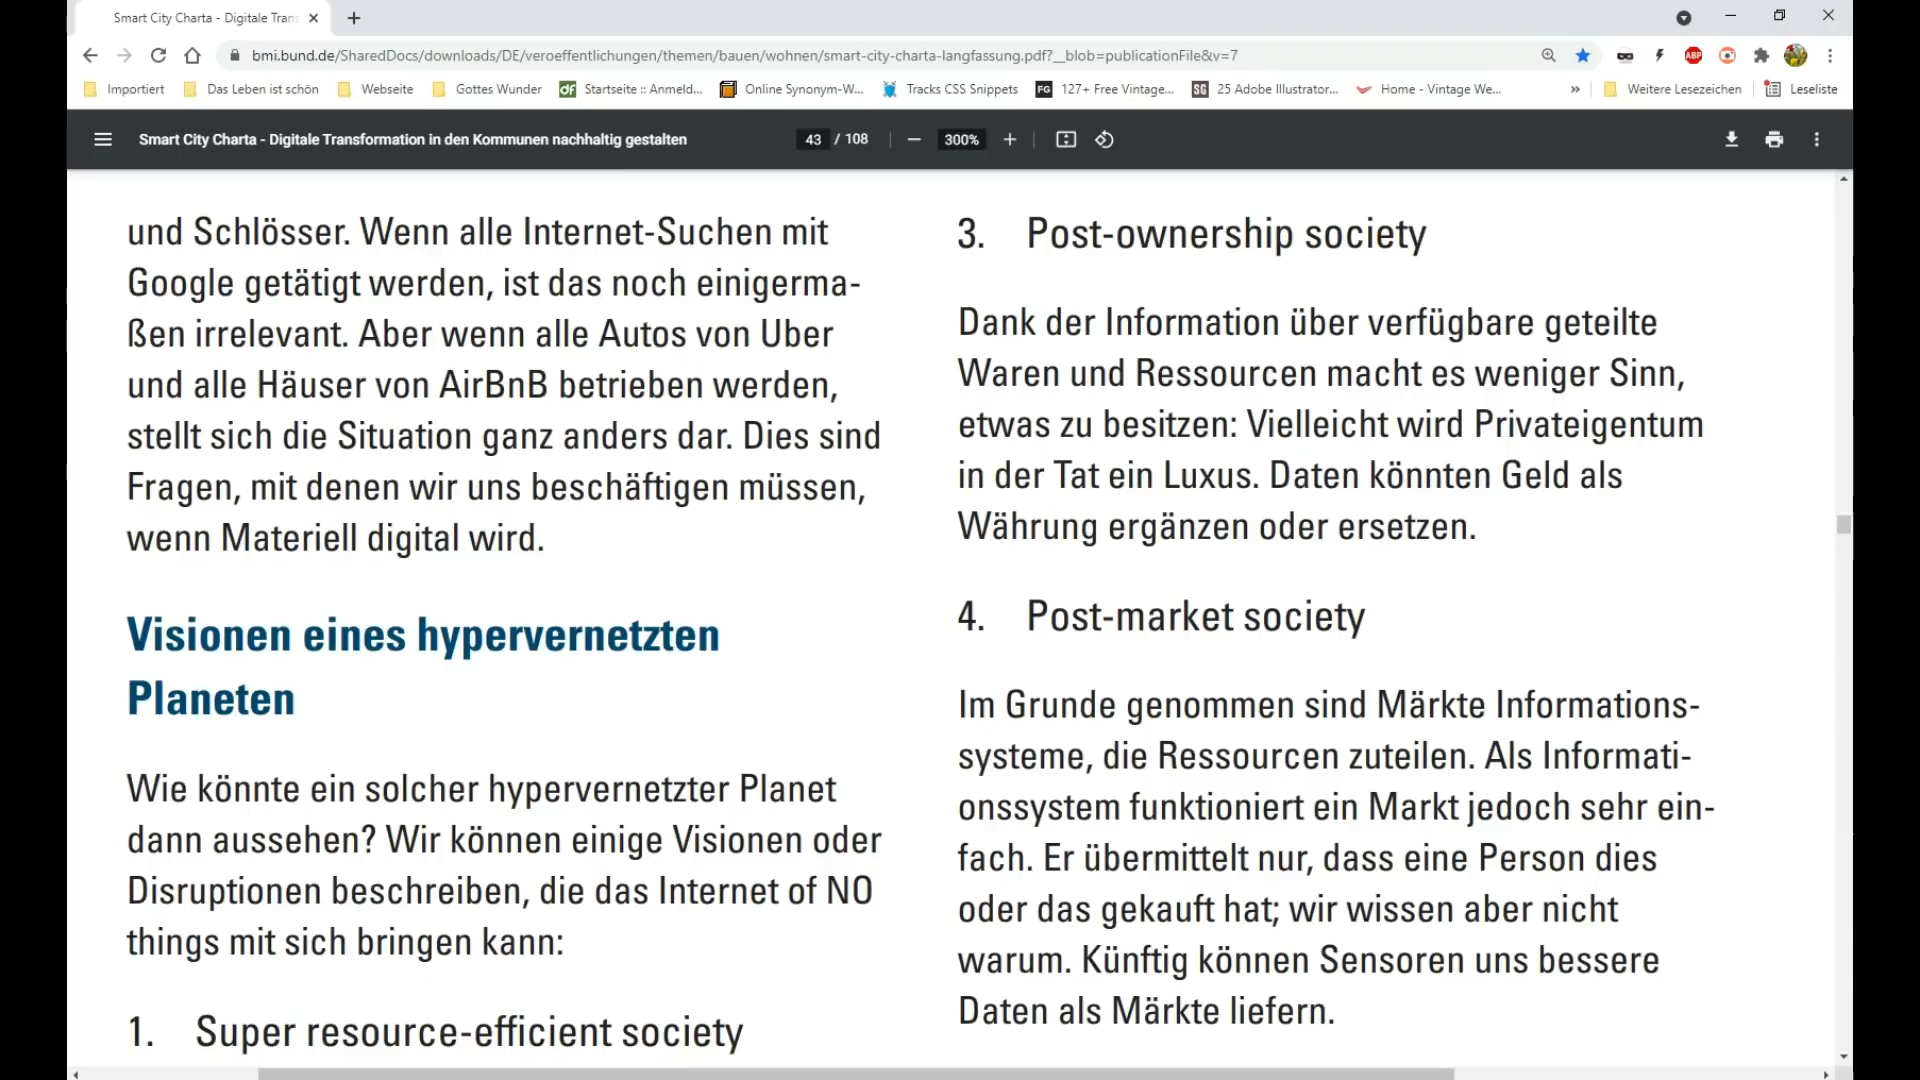 Smart City Charta - Digitale Tran
bmi.bund.de/SharedDocs/downloads/DE/veroeffentlichungen/themen/bauen/wohnen/smart-city-charta-langfassung.pdf?__blob=publicationFile&v=7
Importiert Das Leben ist schön Webseite Gottes Wunder Startseite :: Anmeld... Online Synonym-W... Tracks CSS Snippets FG 127+ Free Vintage... SG 25 Adobe Illustrator... Home - Vintage We... » Weitere Lesezeichen Leseliste
Smart City Charta - Digitale Transformation in den Kommunen nachhaltig gestalten 43 / 108 300%
und Schlösser. Wenn alle Internet-Suchen mit
Google getätigt werden, ist das noch einigerma-
ßen irrelevant. Aber wenn alle Autos von Uber
und alle Häuser von AirBnB betrieben werden,
stellt sich die Situation ganz anders dar. Dies sind
Fragen, mit denen wir uns beschäftigen müssen,
wenn Materiell digital wird.
Visionen eines hypervernetzten
Planeten
Wie könnte ein solcher hypervernetzter Planet
dann aussehen? Wir können einige Visionen oder
Disruptionen beschreiben, die das Internet of NO
things mit sich bringen kann:
1. Super resource-efficient society
3. Post-ownership society
Dank der Information über verfügbare geteilte
Waren und Ressourcen macht es weniger Sinn,
etwas zu besitzen: Vielleicht wird Privateigentum
in der Tat ein Luxus. Daten könnten Geld als
Währung ergänzen oder ersetzen.
4. Post-market society
Im Grunde genommen sind Märkte Informations-
systeme, die Ressourcen zuteilen. Als Informati-
onssystem funktioniert ein Markt jedoch sehr ein-
fach. Er übermittelt nur, dass eine Person dies
oder das gekauft hat; wir wissen aber nicht
warum. Künftig können Sensoren uns bessere
Daten als Märkte liefern.